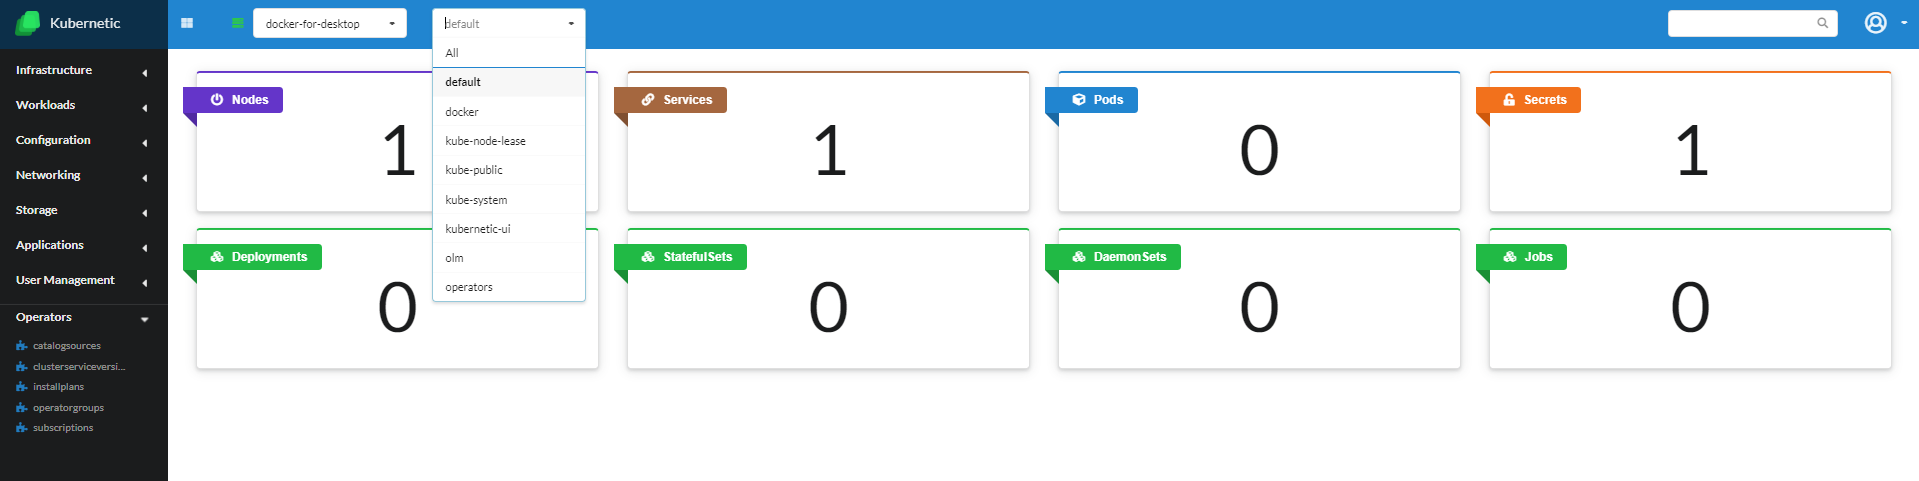 Kubernetic
docker-for-desktop
default
All
default
docker
kube-node-lease
kube-public
kube-system
kubernetic-ui
olm
operators
Infrastructure
Workloads
Configuration
Networking
Storage
Applications
User Management
Operators
catalogsources
clusterserviceversi...
installplans
operatorgroups
subscriptions
Nodes
1
Services
1
Pods
0
Secrets
1
Deployments
0
StatefulSets
0
DaemonSets
0
Jobs
0